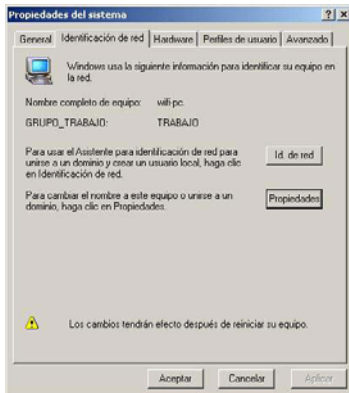 Propiedades del sistema
General Identificación de red Hardware Perfiles de usuario Avanzado
Windows usa la siguiente información para identificar su equipo en
la red.
Nombre completo de equipo: wifi-pc.
GRUPO_TRABAJO: TRABAJO
Para usar el Asistente para identificación de red para
unirse a un dominio y crear un usuario local, haga clic
en Identificación de red.
Id. de red
Para cambiar el nombre a este equipo o unirse a un
dominio, haga clic en Propiedades.
Propiedades
Los cambios tendrán efecto después de reiniciar su equipo.
Aceptar Cancelar Aplicar